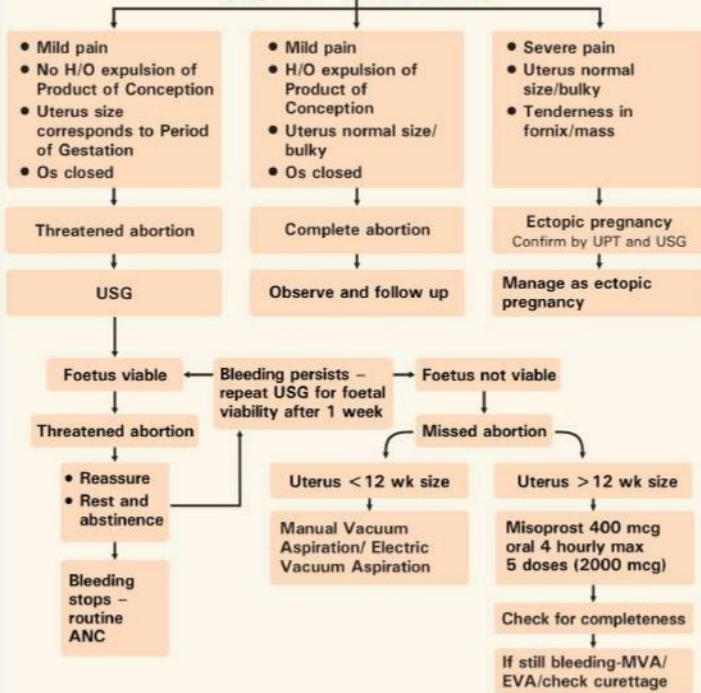 • Mild pain
• No H/O expulsion of
Product of Conception
• Uterus size
corresponds to Period
of Gestation
• Os closed
• Mild pain
• H/O expulsion of
Product of
Conception
• Uterus normal size/
bulky
• Os closed
• Severe pain
• Uterus normal
size/bulky
• Tenderness in
fornix/mass
Threatened abortion
Complete abortion
Ectopic pregnancy
Confirm by UPT and USG
USG
Observe and follow up
Manage as ectopic
pregnancy
Foetus viable
Bleeding persists –
repeat USG for foetal
viability after 1 week
Foetus not viable
Threatened abortion
Missed abortion
• Reassure
• Rest and
abstinence
Uterus <12 wk size
Uterus >12 wk size
Manual Vacuum
Aspiration/ Electric
Vacuum Aspiration
Misoprost 400 mcg
oral 4 hourly max
5 doses (2000 mcg)
Bleeding
stops –
routine
ANC
Check for completeness
If still bleeding-MVA/
EVA/check curettage